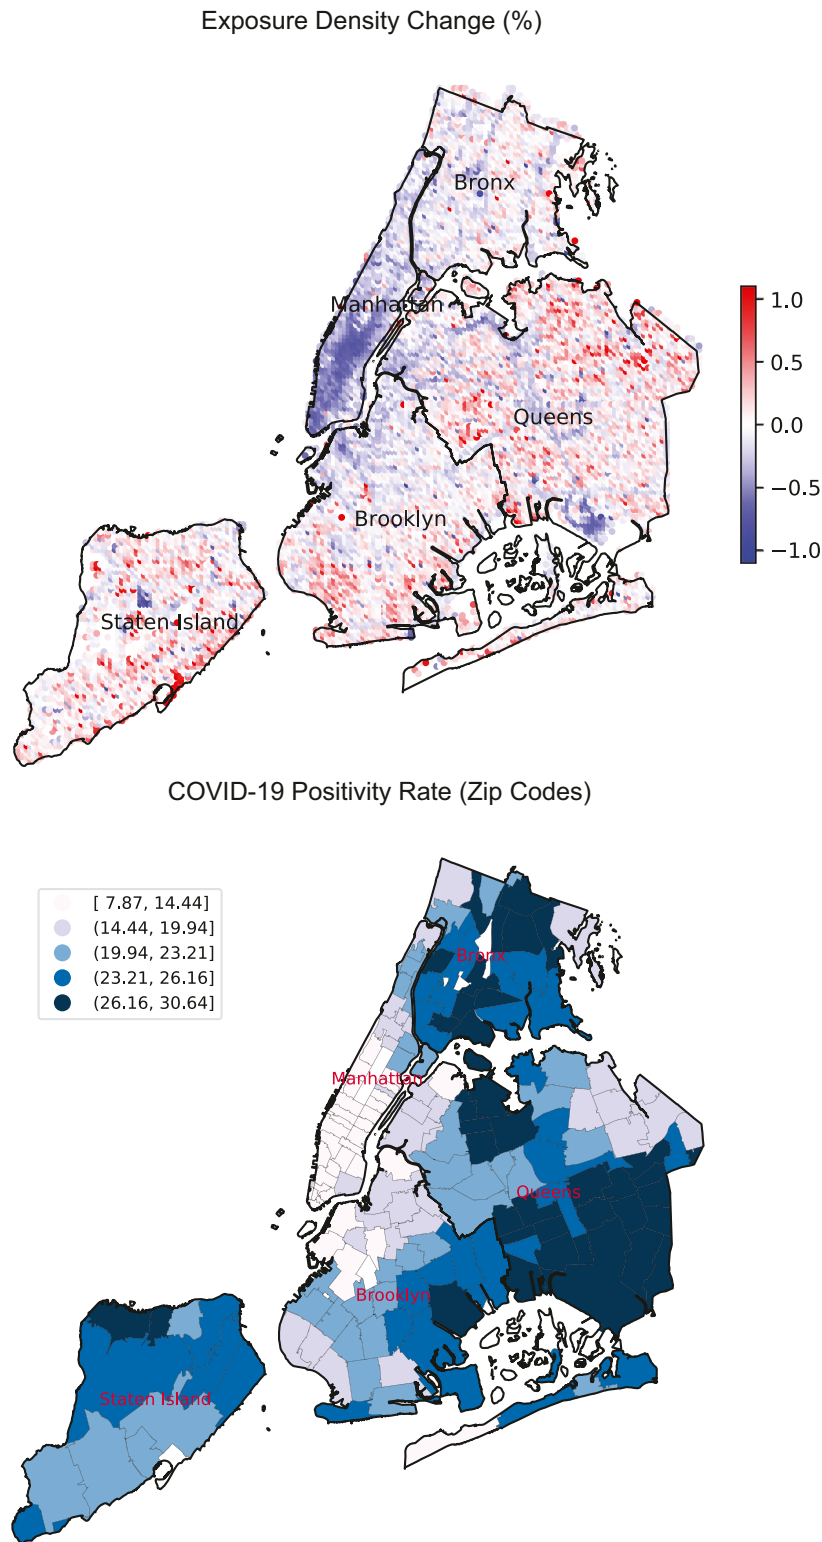 Exposure Density Change (%)
Bronx
Manhattan
Queens
Brooklyn
Staten Island
1.0
0.5
0.0
−0.5
−1.0
COVID-19 Positivity Rate (Zip Codes)
[ 7.87, 14.44]
(14.44, 19.94]
(19.94, 23.21]
(23.21, 26.16]
(26.16, 30.64]
Bronx
Manhattan
Queens
Brooklyn
Staten Island